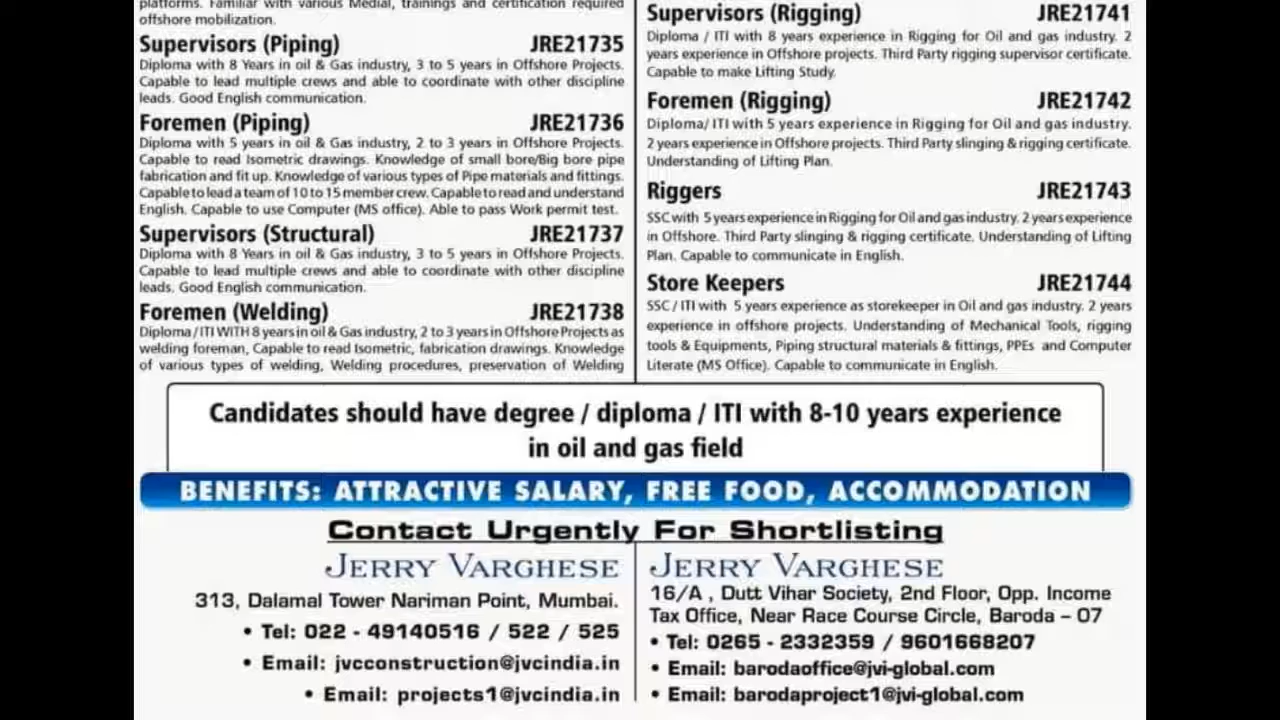 platforms. Familiar with various Medial, trainings and certification required
offshore mobilization.
Supervisors (Piping) JRE21735
Diploma with 8 Years in oil & Gas industry, 3 to 5 years in Offshore Projects.
Capable to lead multiple crews and able to coordinate with other discipline
leads. Good English communication.
Foremen (Piping) JRE21736
Diploma with 5 years in oil & Gas industry, 2 to 3 years in Offshore Projects.
Capable to read Isometric drawings. Knowledge of small bore/Big bore pipe
fabrication and fit up. Knowledge of various types of Pipe materials and fittings.
Capable to lead a team of 10 to 15 member crew. Capable to read and understand
English. Capable to use Computer (MS office). Able to pass Work permit test.
Supervisors (Structural) JRE21737
Diploma with 8 Years in oil & Gas industry, 3 to 5 years in Offshore Projects.
Capable to lead multiple crews and able to coordinate with other discipline
leads. Good English communication.
Foremen (Welding) JRE21738
Diploma / ITI WITH 8 years in oil & Gas industry, 2 to 3 years in Offshore Projects as
welding foreman, Capable to read Isometric, fabrication drawings. Knowledge
of various types of welding, Welding procedures, preservation of Welding
Supervisors (Rigging) JRE21741
Diploma / ITI with 8 years experience in Rigging for Oil and gas industry. 2
years experience in Offshore projects. Third Party rigging supervisor certificate.
Capable to make Lifting Study.
Foremen (Rigging) JRE21742
Diploma/ ITI with 5 years experience in Rigging for Oil and gas industry.
2 years experience in Offshore projects. Third Party slinging & rigging certificate.
Understanding of Lifting Plan.
Riggers JRE21743
SSC with 5 years experience in Rigging for Oil and gas industry. 2 years experience
in Offshore. Third Party slinging & rigging certificate. Understanding of Lifting
Plan. Capable to communicate in English.
Store Keepers JRE21744
SSC / ITI with 5 years experience as storekeeper in Oil and gas industry. 2 years
experience in offshore projects. Understanding of Mechanical Tools, rigging
tools & Equipments, Piping structural materials & fittings, PPEs and Computer
Literate (MS Office). Capable to communicate in English.
Candidates should have degree / diploma / ITI with 8-10 years experience
in oil and gas field
BENEFITS: ATTRACTIVE SALARY, FREE FOOD, ACCOMMODATION
Contact Urgently For Shortlisting
JERRY VARGHESE
313, Dalamal Tower Nariman Point, Mumbai.
• Tel: 022 - 49140516 / 522 / 525
• Email: jvcconstruction@jvcindia.in
• Email: projects1@jvcindia.in
JERRY VARGHESE
16/A , Dutt Vihar Society, 2nd Floor, Opp. Income
Tax Office, Near Race Course Circle, Baroda – 07
• Tel: 0265 - 2332359 / 9601668207
• Email: barodaoffice@jvi-global.com
• Email: barodaproject1@jvi-global.com